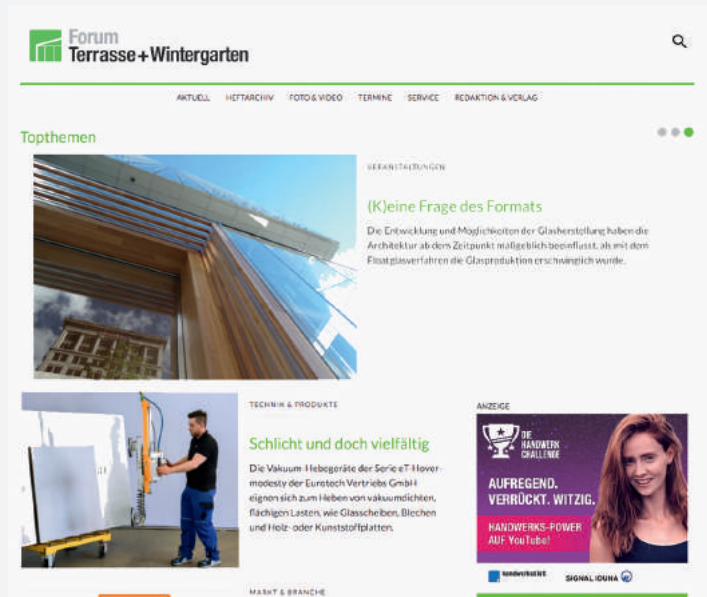 Forum
Terrasse+Wintergarten
AKTUELL HEFTARCHIV FOTO & VIDEO TERMINE SERVICE REDAKTION & VERLAG
Topthemen
VERANSTALTUNGEN
(K)eine Frage des Formats
Die Entwicklung und Möglichkeiten der Glasherstellung haben die
Architektur ab dem Zeitpunkt maßgeblich beeinflusst, als mit dem
Floatglasverfahren die Glasproduktion erschwinglich wurde.
TECHNIK & PRODUKTE
Schlicht und doch vielfältig
Die Vakuum-Hebegeräte der Serie eT-Hover-
modesty der Eurotech Vertriebs GmbH
eignen sich zum Heben von vakuumdichten,
flächigen Lasten, wie Glasscheiben, Blechen
und Holz- oder Kunststoffplatten.
ANZEIGE
DIE
HANDWERK
CHALLENGE
AUFREGEND.
VERRÜCKT. WITZIG.
HANDWERKS-POWER
AUF YouTube!
SIGNAL IDUNA
MARKT & BRANCHE